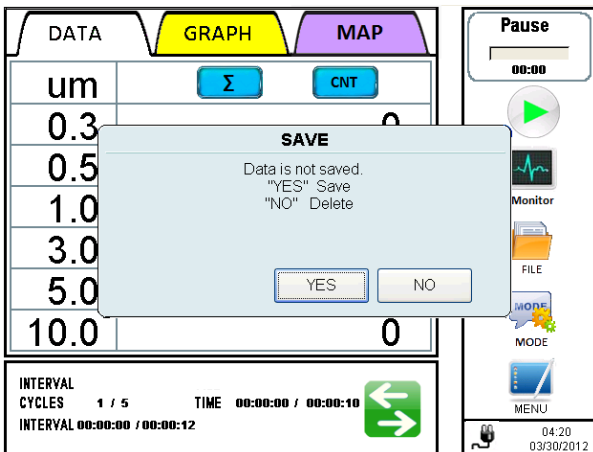 DATA GRAPH MAP
um Σ CNT
0.3 0
0.5
1.0
3.0
5.0
10.0 0
SAVE
Data is not saved.
"YES" Save
"NO" Delete
YES NO
INTERVAL
CYCLES 1 / 5 TIME 00:00:00 / 00:00:10
INTERVAL 00:00:00 / 00:00:12
Pause
00:00
Monitor
FILE
MODE
MODE
MENU
04:20
03/30/2012